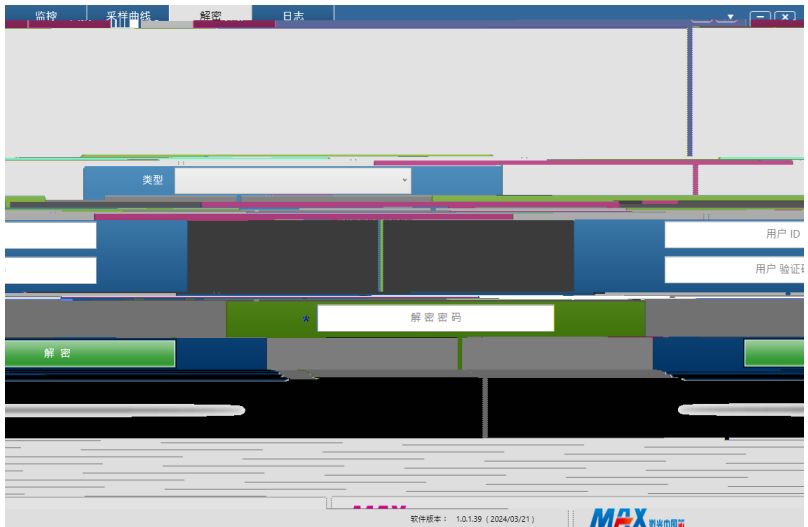 监控 采样曲线 解密 日志
类型
用户 ID
用户 验证码
* 解密密码
解 密
MAX
软件版本： 1.0.1.39 ( 2024/03/21 ) MAX